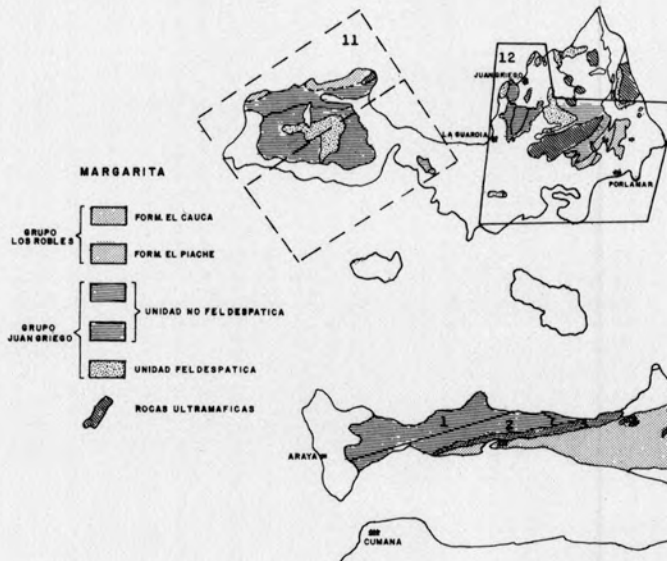 11
12
JUANGRIEGO
LA GUARDIA
PORLAMAR
MARGARITA
GRUPO
LOS ROBLES
FORM. EL CAUCA
FORM. EL PIACHE
GRUPO
JUANGRIEGO
UNIDAD NO FELDESPATICA
UNIDAD FELDESPATICA
ROCAS ULTRAMAFICAS
1
2
ARAYA
CUMANA